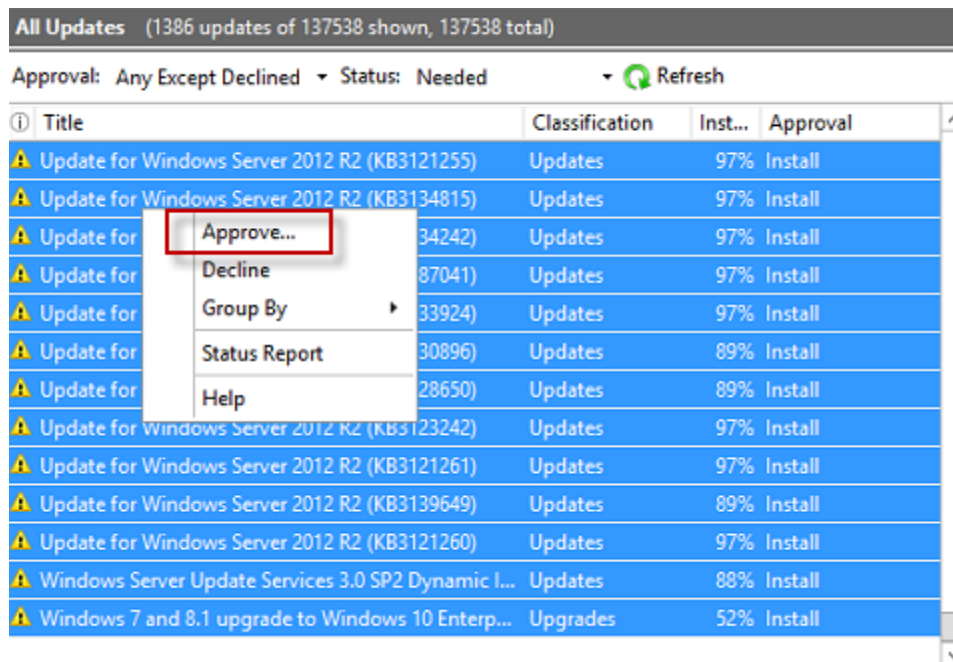 All Updates (1386 updates of 137538 shown, 137538 total)
Approval: Any Except Declined Status: Needed Refresh
Title Classification Inst... Approval
Update for Windows Server 2012 R2 (KB3121255) Updates 97% Install
Update for Windows Server 2012 R2 (KB3134815) Updates 97% Install
Update for Approve... 34242) Updates 97% Install
Update for Decline 87041) Updates 97% Install
Update for Group By 33924) Updates 97% Install
Update for Status Report 30896) Updates 89% Install
Update for Help 28650) Updates 89% Install
Update for Windows Server 2012 R2 (KB3123242) Updates 97% Install
Update for Windows Server 2012 R2 (KB3121261) Updates 97% Install
Update for Windows Server 2012 R2 (KB3139649) Updates 89% Install
Update for Windows Server 2012 R2 (KB3121260) Updates 97% Install
Windows Server Update Services 3.0 SP2 Dynamic I... Updates 88% Install
Windows 7 and 8.1 upgrade to Windows 10 Enterp... Upgrades 52% Install